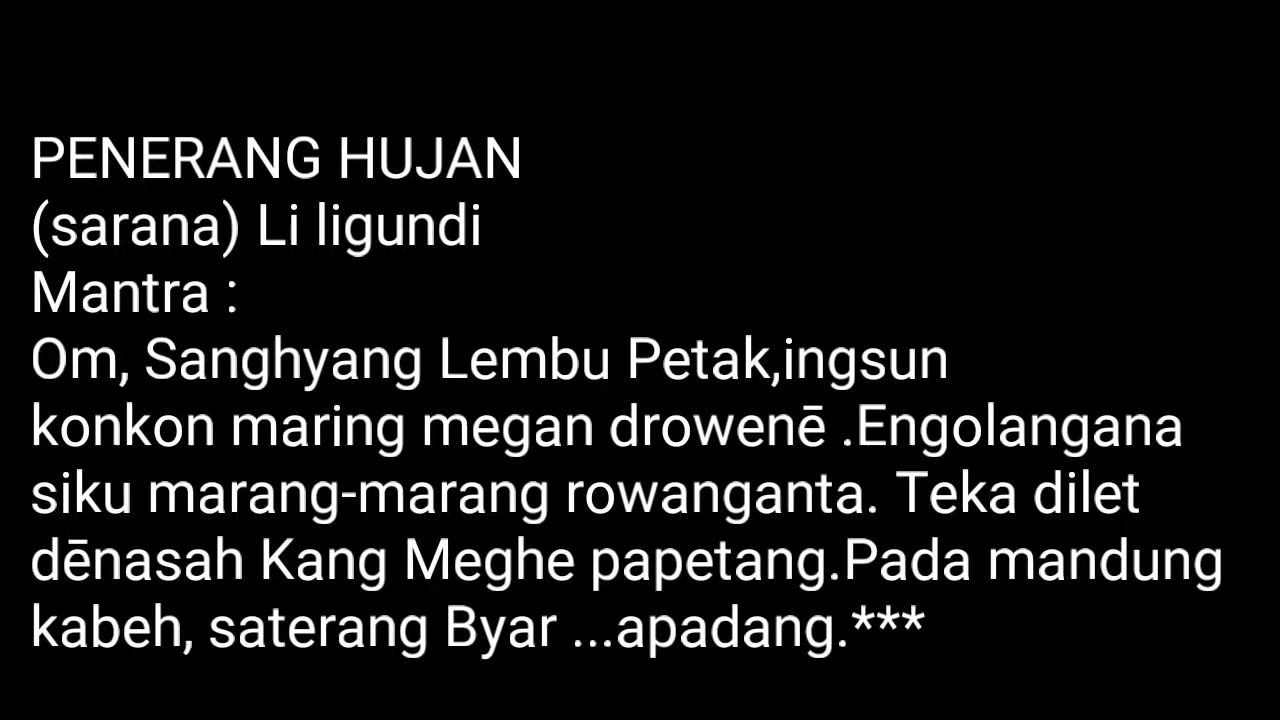 PENERANG HUJAN
(sarana) Li ligundi
Mantra :
Om, Sanghyang Lembu Petak,ingsun
konkon maring megan drowenē .Engolangana
siku marang-marang rowanganta. Teka dilet
dēnasah Kang Meghe papetang.Pada mandung
kabeh, saterang Byar ...apadang.***